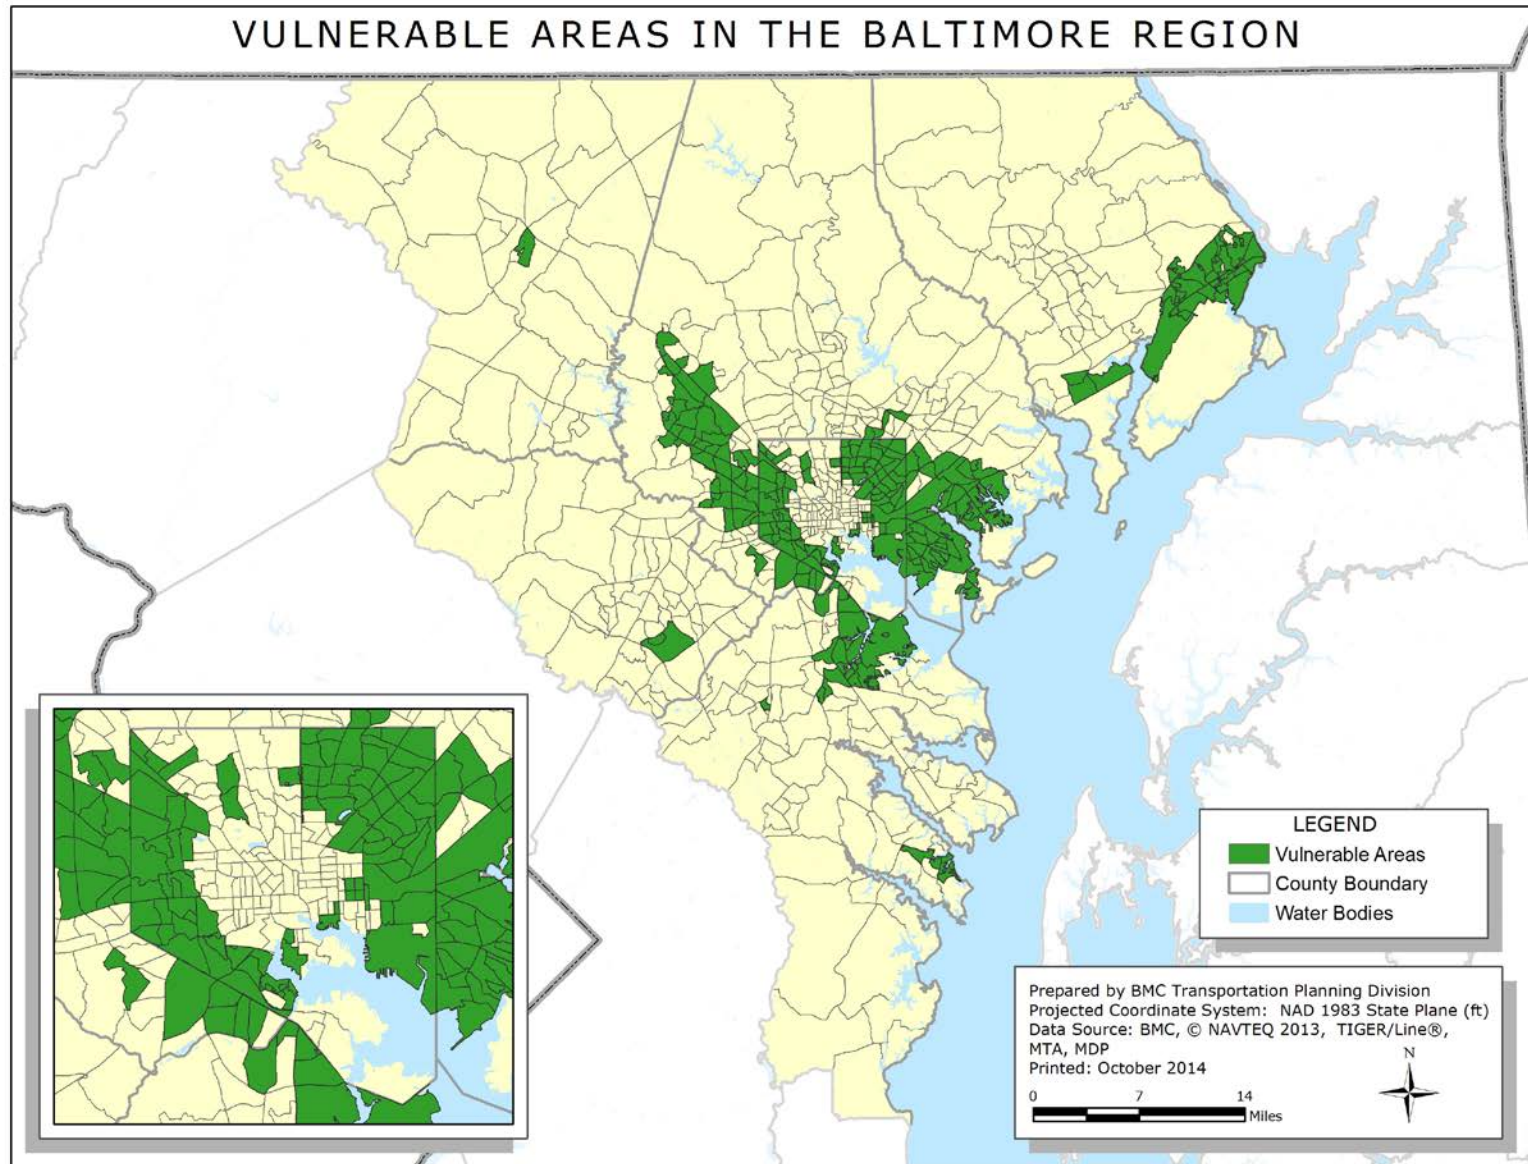 VULNERABLE AREAS IN THE BALTIMORE REGION
LEGEND
Vulnerable Areas
County Boundary
Water Bodies
Prepared by BMC Transportation Planning Division
Projected Coordinate System: NAD 1983 State Plane (ft)
Data Source: BMC, © NAVTEQ 2013, TIGER/Line®,
MTA, MDP
Printed: October 2014
N
0 7 14
Miles